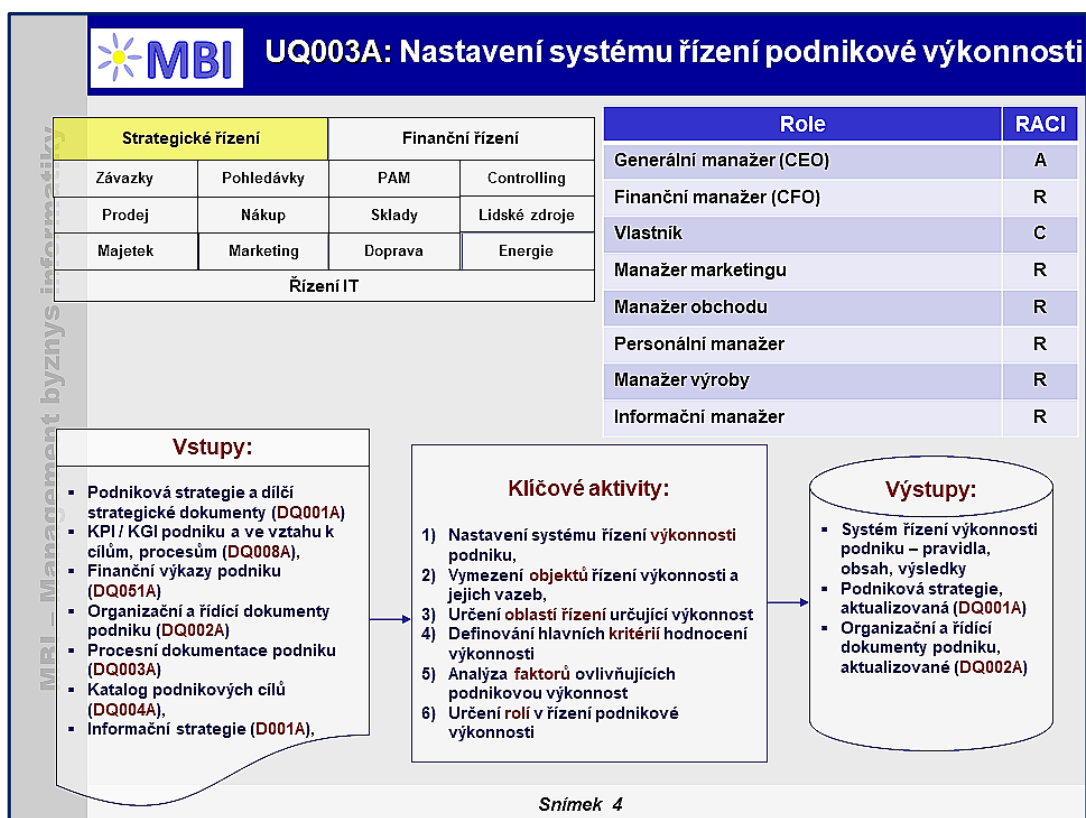 MBI
UQ003A: Nastavení systému řízení podnikové výkonnosti
MBI – Management byznys informatiky
Strategické řízení Finanční řízení
Závazky Pohledávky PAM Controlling
Prodej Nákup Sklady Lidské zdroje
Majetek Marketing Doprava Energie
Řízení IT
Role RACI
Generální manažer (CEO) A
Finanční manažer (CFO) R
Vlastník C
Manažer marketingu R
Manažer obchodu R
Personální manažer R
Manažer výroby R
Informační manažer R
Vstupy:
▪ Podniková strategie a dílčí
strategické dokumenty (DQ001A)
▪ KPI / KGI podniku a ve vztahu k
cílům, procesům (DQ008A),
▪ Finanční výkazy podniku
(DQ051A)
▪ Organizační a řídící dokumenty
podniku (DQ002A)
▪ Procesní dokumentace podniku
(DQ003A)
▪ Katalog podnikových cílů
(DQ004A),
▪ Informační strategie (D001A),
Klíčové aktivity:
1) Nastavení systému řízení výkonnosti
podniku,
2) Vymezení objektů řízení výkonnosti a
jejich vazeb,
3) Určení oblastí řízení určující výkonnost
4) Definování hlavních kritérií hodnocení
výkonnosti
5) Analýza faktorů ovlivňujících
podnikovou výkonnost
6) Určení rolí v řízení podnikové
výkonnosti
Výstupy:
▪ Systém řízení výkonnosti
podniku – pravidla,
obsah, výsledky
▪ Podniková strategie,
aktualizovaná (DQ001A)
▪ Organizační a řídící
dokumenty podniku,
aktualizované (DQ002A)
Snímek 4